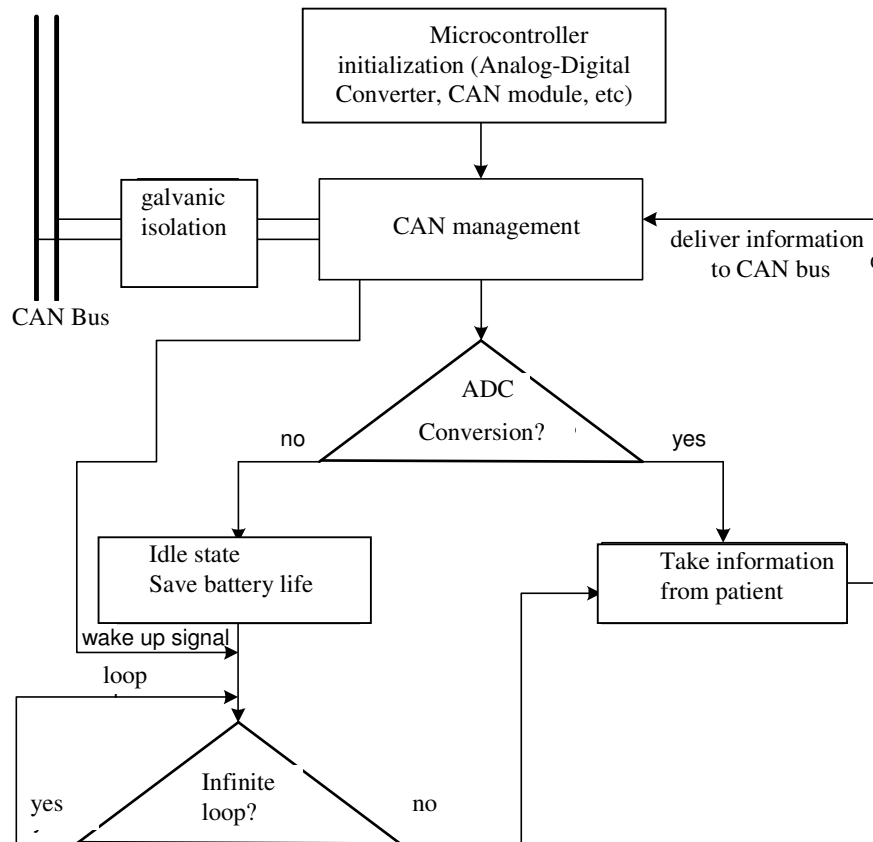 Microcontroller
initialization (Analog-Digital
Converter, CAN module, etc)
galvanic
isolation
CAN management
deliver information
to CAN bus
CAN Bus
ADC
Conversion?
no
yes
Idle state
Save battery life
Take information
from patient
wake up signal
loop
Infinite
loop?
yes
no